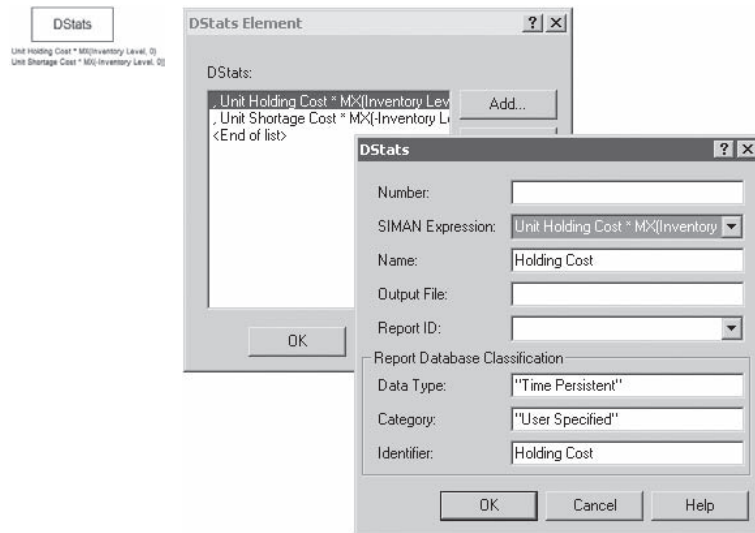 DStats
Unit Holding Cost * MX(Inventory Level, 0)
Unit Shortage Cost * MX(-Inventory Level, 0)
DStats Element
DStats:
, Unit Holding Cost * MX(Inventory Lev
, Unit Shortage Cost * MX(-Inventory L
<End of list>
Add...
OK
DStats
Number:
SIMAN Expression: Unit Holding Cost * MX(Inventory
Name: Holding Cost
Output File:
Report ID:
Report Database Classification
Data Type: "Time Persistent"
Category: "User Specified"
Identifier: Holding Cost
OK Cancel Help